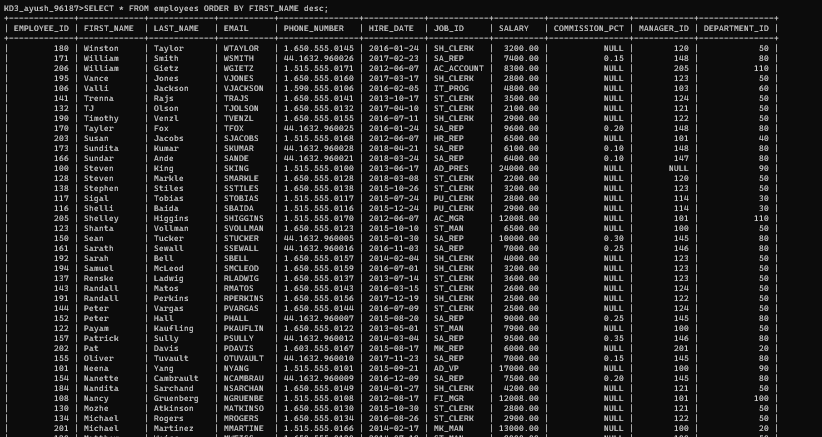 KD3_ayush_96187>SELECT * FROM employees ORDER BY FIRST_NAME desc;
| EMPLOYEE_ID | FIRST_NAME | LAST_NAME | EMAIL | PHONE_NUMBER | HIRE_DATE | JOB_ID | SALARY | COMMISSION_PCT | MANAGER_ID | DEPARTMENT_ID |
| 180 | Winston | Taylor | WTAYLOR | 1.650.555.0145 | 2016-01-24 | SH_CLERK | 3200.00 | NULL | 120 | 50 |
| 171 | William | Smith | WSMITH | 44.1632.960026 | 2017-02-23 | SA_REP | 7400.00 | 0.15 | 148 | 80 |
| 206 | William | Gietz | WGIETZ | 1.515.555.0171 | 2012-06-07 | AC_ACCOUNT | 8300.00 | NULL | 205 | 110 |
| 195 | Vance | Jones | VJONES | 1.650.555.0160 | 2017-03-17 | SH_CLERK | 2800.00 | NULL | 123 | 50 |
| 106 | Valli | Jackson | VJACKSON | 1.590.555.0106 | 2016-02-05 | IT_PROG | 4800.00 | NULL | 103 | 60 |
| 141 | Trenna | Rajs | TRAJS | 1.650.555.0141 | 2013-10-17 | ST_CLERK | 3500.00 | NULL | 124 | 50 |
| 132 | TJ | Olson | TJOLSON | 1.650.555.0132 | 2017-04-10 | ST_CLERK | 2100.00 | NULL | 121 | 50 |
| 190 | Timothy | Venzl | TVENZL | 1.650.555.0155 | 2016-07-11 | SH_CLERK | 2900.00 | NULL | 122 | 50 |
| 170 | Tayler | Fox | TFOX | 44.1632.960025 | 2016-01-24 | SA_REP | 9600.00 | 0.20 | 148 | 80 |
| 203 | Susan | Jacobs | SJACOBS | 1.515.555.0168 | 2012-06-07 | HR_REP | 6500.00 | NULL | 101 | 40 |
| 173 | Sundita | Kumar | SKUMAR | 44.1632.960028 | 2018-04-21 | SA_REP | 6100.00 | 0.10 | 148 | 80 |
| 166 | Sundar | Ande | SANDE | 44.1632.960021 | 2018-03-24 | SA_REP | 6400.00 | 0.10 | 147 | 80 |
| 100 | Steven | King | SKING | 1.515.555.0100 | 2013-06-17 | AD_PRES | 24000.00 | NULL | NULL | 90 |
| 128 | Steven | Markle | SMARKLE | 1.650.555.0128 | 2018-03-08 | ST_CLERK | 2200.00 | NULL | 120 | 50 |
| 138 | Stephen | Stiles | SSTILES | 1.650.555.0138 | 2015-10-26 | ST_CLERK | 3200.00 | NULL | 123 | 50 |
| 117 | Sigal | Tobias | STOBIAS | 1.515.555.0117 | 2015-07-24 | PU_CLERK | 2800.00 | NULL | 114 | 30 |
| 116 | Shelli | Baida | SBAIDA | 1.515.555.0116 | 2015-12-24 | PU_CLERK | 2900.00 | NULL | 114 | 30 |
| 205 | Shelley | Higgins | SHIGGINS | 1.515.555.0170 | 2012-06-07 | AC_MGR | 12008.00 | NULL | 101 | 110 |
| 123 | Shanta | Vollman | SVOLLMAN | 1.650.555.0123 | 2015-10-10 | ST_MAN | 6500.00 | NULL | 100 | 50 |
| 150 | Sean | Tucker | STUCKER | 44.1632.960005 | 2015-01-30 | SA_REP | 10000.00 | 0.30 | 145 | 80 |
| 161 | Sarath | Sewall | SSEWALL | 44.1632.960016 | 2016-11-03 | SA_REP | 7000.00 | 0.25 | 146 | 80 |
| 192 | Sarah | Bell | SBELL | 1.650.555.0157 | 2014-02-04 | SH_CLERK | 4000.00 | NULL | 123 | 50 |
| 194 | Samuel | McLeod | SMCLEOD | 1.650.555.0159 | 2016-07-01 | SH_CLERK | 3200.00 | NULL | 123 | 50 |
| 137 | Renske | Ladwig | RLADWIG | 1.650.555.0137 | 2013-07-14 | ST_CLERK | 3600.00 | NULL | 123 | 50 |
| 143 | Randall | Matos | RMATOS | 1.650.555.0143 | 2016-03-15 | ST_CLERK | 2600.00 | NULL | 124 | 50 |
| 191 | Randall | Perkins | RPERKINS | 1.650.555.0156 | 2017-12-19 | SH_CLERK | 2500.00 | NULL | 122 | 50 |
| 144 | Peter | Vargas | PVARGAS | 1.650.555.0144 | 2016-07-09 | ST_CLERK | 2500.00 | NULL | 124 | 50 |
| 152 | Peter | Hall | PHALL | 44.1632.960007 | 2015-08-20 | SA_REP | 9000.00 | 0.25 | 145 | 80 |
| 122 | Payam | Kaufling | PKAUFLIN | 1.650.555.0122 | 2013-05-01 | ST_MAN | 7900.00 | NULL | 100 | 50 |
| 157 | Patrick | Sully | PSULLY | 44.1632.960012 | 2014-03-04 | SA_REP | 9500.00 | 0.35 | 146 | 80 |
| 202 | Pat | Davis | PDAVIS | 1.603.555.0167 | 2015-08-17 | MK_REP | 6000.00 | NULL | 201 | 20 |
| 155 | Oliver | Tuvault | OTUVAULT | 44.1632.960010 | 2017-11-23 | SA_REP | 7000.00 | 0.15 | 145 | 80 |
| 101 | Neena | Yang | NYANG | 1.515.555.0101 | 2015-09-21 | AD_VP | 17000.00 | NULL | 100 | 90 |
| 154 | Nanette | Cambrault | NCAMBRAU | 44.1632.960009 | 2016-12-09 | SA_REP | 7500.00 | 0.20 | 145 | 80 |
| 184 | Nandita | Sarchand | NSARCHAN | 1.650.555.0149 | 2014-01-27 | SH_CLERK | 4200.00 | NULL | 121 | 50 |
| 108 | Nancy | Gruenberg | NGRUENBE | 1.515.555.0108 | 2012-08-17 | FI_MGR | 12008.00 | NULL | 101 | 100 |
| 130 | Mozhe | Atkinson | MATKINSO | 1.650.555.0130 | 2015-10-30 | ST_CLERK | 2800.00 | NULL | 121 | 50 |
| 134 | Michael | Rogers | MROGERS | 1.650.555.0134 | 2016-08-26 | ST_CLERK | 2900.00 | NULL | 122 | 50 |
| 201 | Michael | Martinez | MMARTINE | 1.515.555.0166 | 2014-02-17 | MK_MAN | 13000.00 | NULL | 100 | 20 |